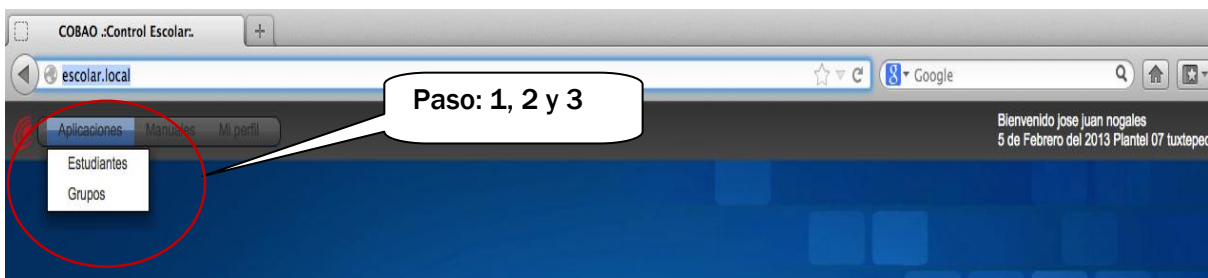 COBAO .:Control Escolar:.
escolar.local
Google
Paso: 1, 2 y 3
Aplicaciones Manuales Mi perfil
Bienvenido jose juan nogales
5 de Febrero del 2013 Plantel 07 tuxtepec
Estudiantes
Grupos